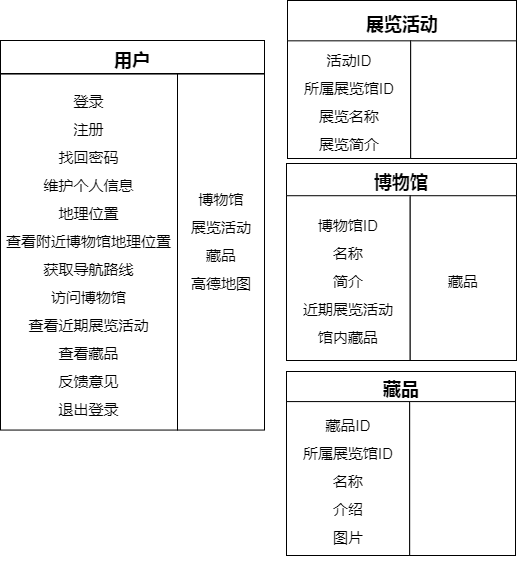 用户
登录
注册
找回密码
维护个人信息
地理位置
查看附近博物馆地理位置
获取导航路线
访问博物馆
查看近期展览活动
查看藏品
反馈意见
退出登录
博物馆
展览活动
藏品
高德地图
展览活动
活动ID
所属展览馆ID
展览名称
展览简介
博物馆
博物馆ID
名称
简介
近期展览活动
馆内藏品
藏品
藏品
藏品ID
所属展览馆ID
名称
介绍
图片